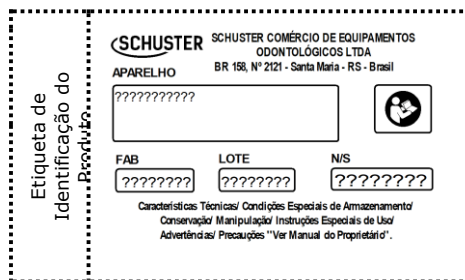 Etiqueta de
Identificação do
Produto
SCHUSTER
SCHUSTER COMÉRCIO DE EQUIPAMENTOS
ODONTOLÓGICOS LTDA
BR 158, Nº 2121 - Santa Maria - RS - Brasil
APARELHO
???????????
FAB LOTE N/S
???????? ???????? ????????
Características Técnicas/ Condições Especiais de Armazenamento/
Conservação/ Manipulação/ Instruções Especiais de Uso/
Advertências/ Precauções "Ver Manual do Proprietário".